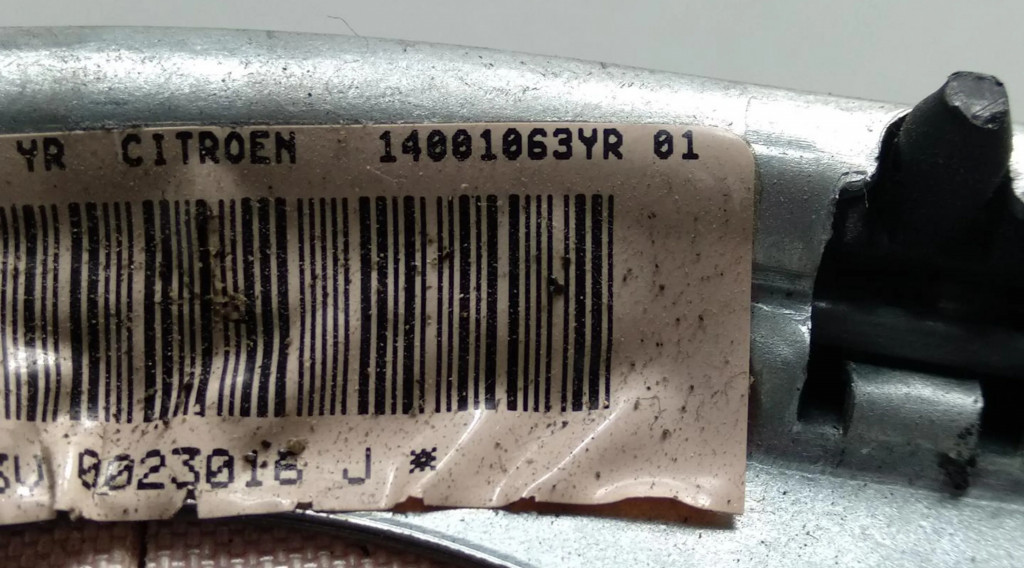 YR CITROEN 14001063YR 01
0023016 J *